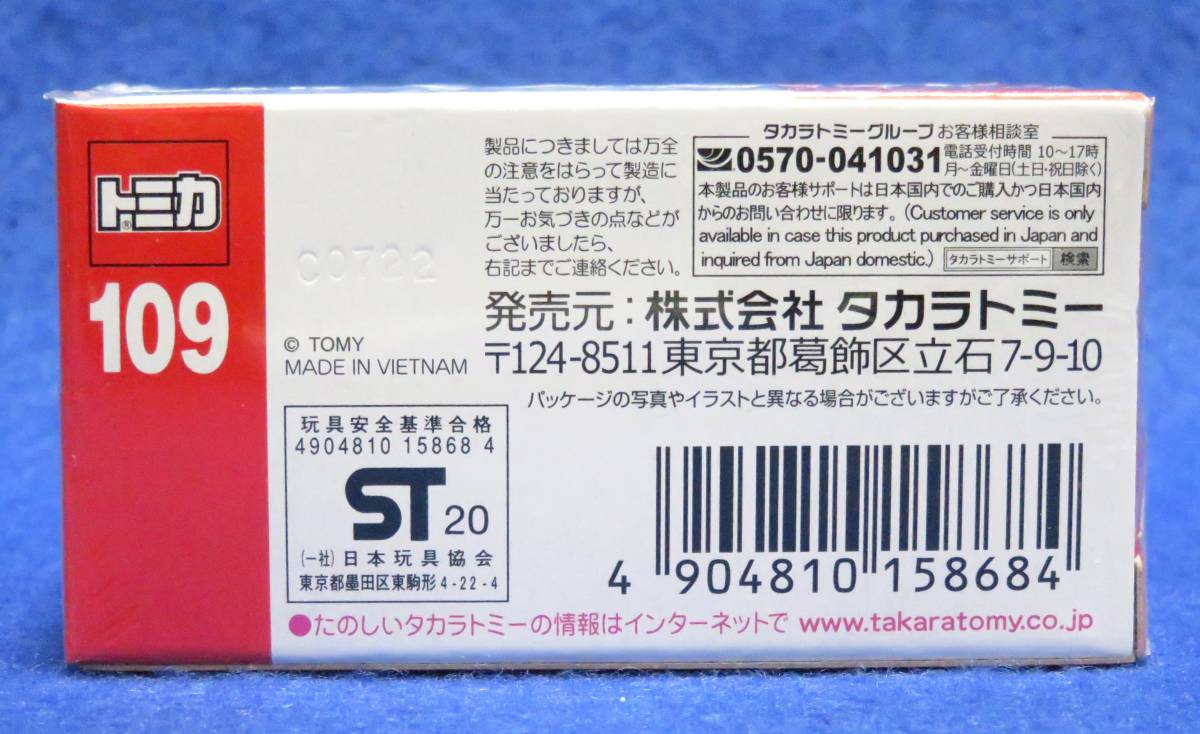 トミカ®
109
C0722
© TOMY
MADE IN VIETNAM
製品につきましては万全
の注意をはらって製造に
当たっておりますが、
万一お気づきの点などが
ございましたら、
右記までご連絡ください。
タカラトミーグループ お客様相談室
0570-041031 電話受付時間 10～17時
月～金曜日(土日・祝日除く)
本製品のお客様サポートは日本国内でのご購入かつ日本国内
からのお問い合わせに限ります。(Customer service is only
available in case this product purchased in Japan and
inquired from Japan domestic.) タカラトミーサポート 検索
発売元：株式会社 タカラトミー
〒124-8511 東京都葛飾区立石7-9-10
パッケージの写真やイラストと異なる場合がございますがご了承ください。
玩具安全基準合格
4904810 15868 4
ST 20
(一社)日本玩具協会
東京都墨田区東駒形4-22-4
4 904810 158684
●たのしいタカラトミーの情報はインターネットで www.takaratomy.co.jp